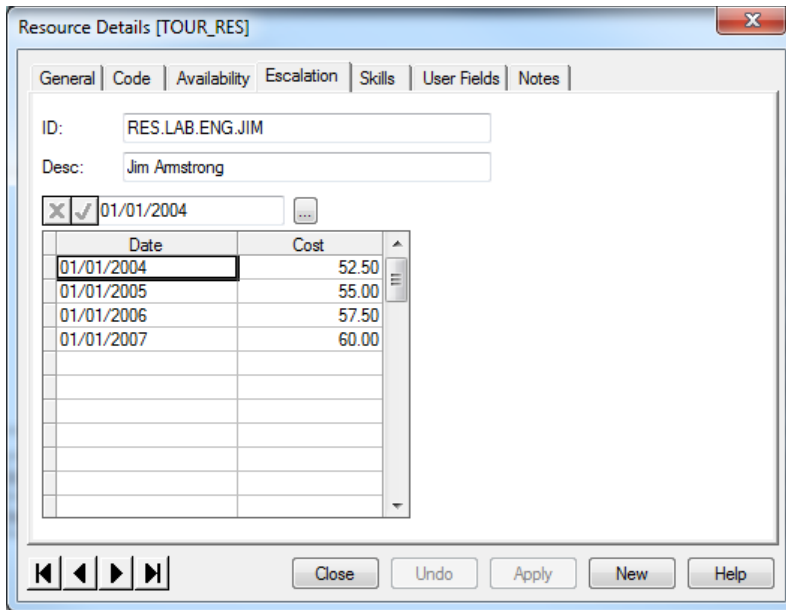 Resource Details [TOUR_RES]
General Code Availability Escalation Skills User Fields Notes
ID: RES.LAB.ENG.JIM
Desc: Jim Armstrong
01/01/2004 ...
Date Cost
01/01/2004 52.50
01/01/2005 55.00
01/01/2006 57.50
01/01/2007 60.00
Close Undo Apply New Help